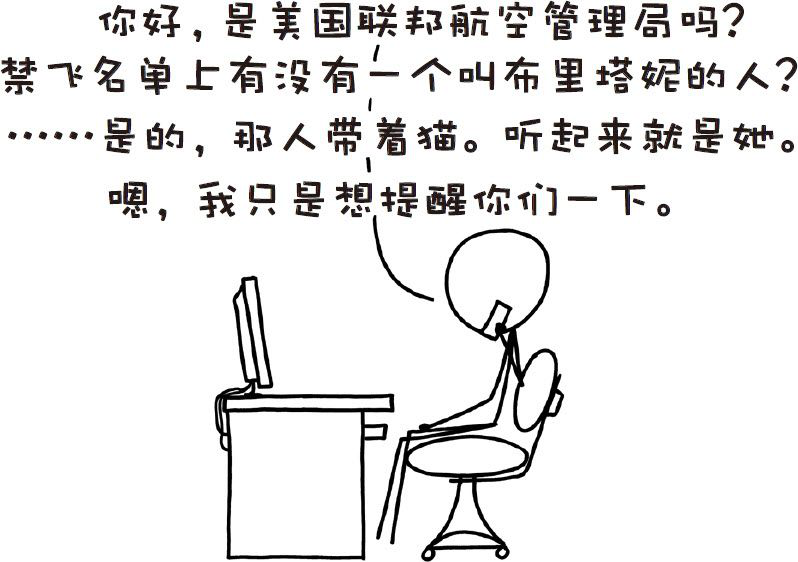 你好，是美国联邦航空管理局吗？
禁飞名单上有没有一个叫布里塔妮的人？
……是的，那人带着猫。听起来就是她。
嗯，我只是想提醒你们一下。